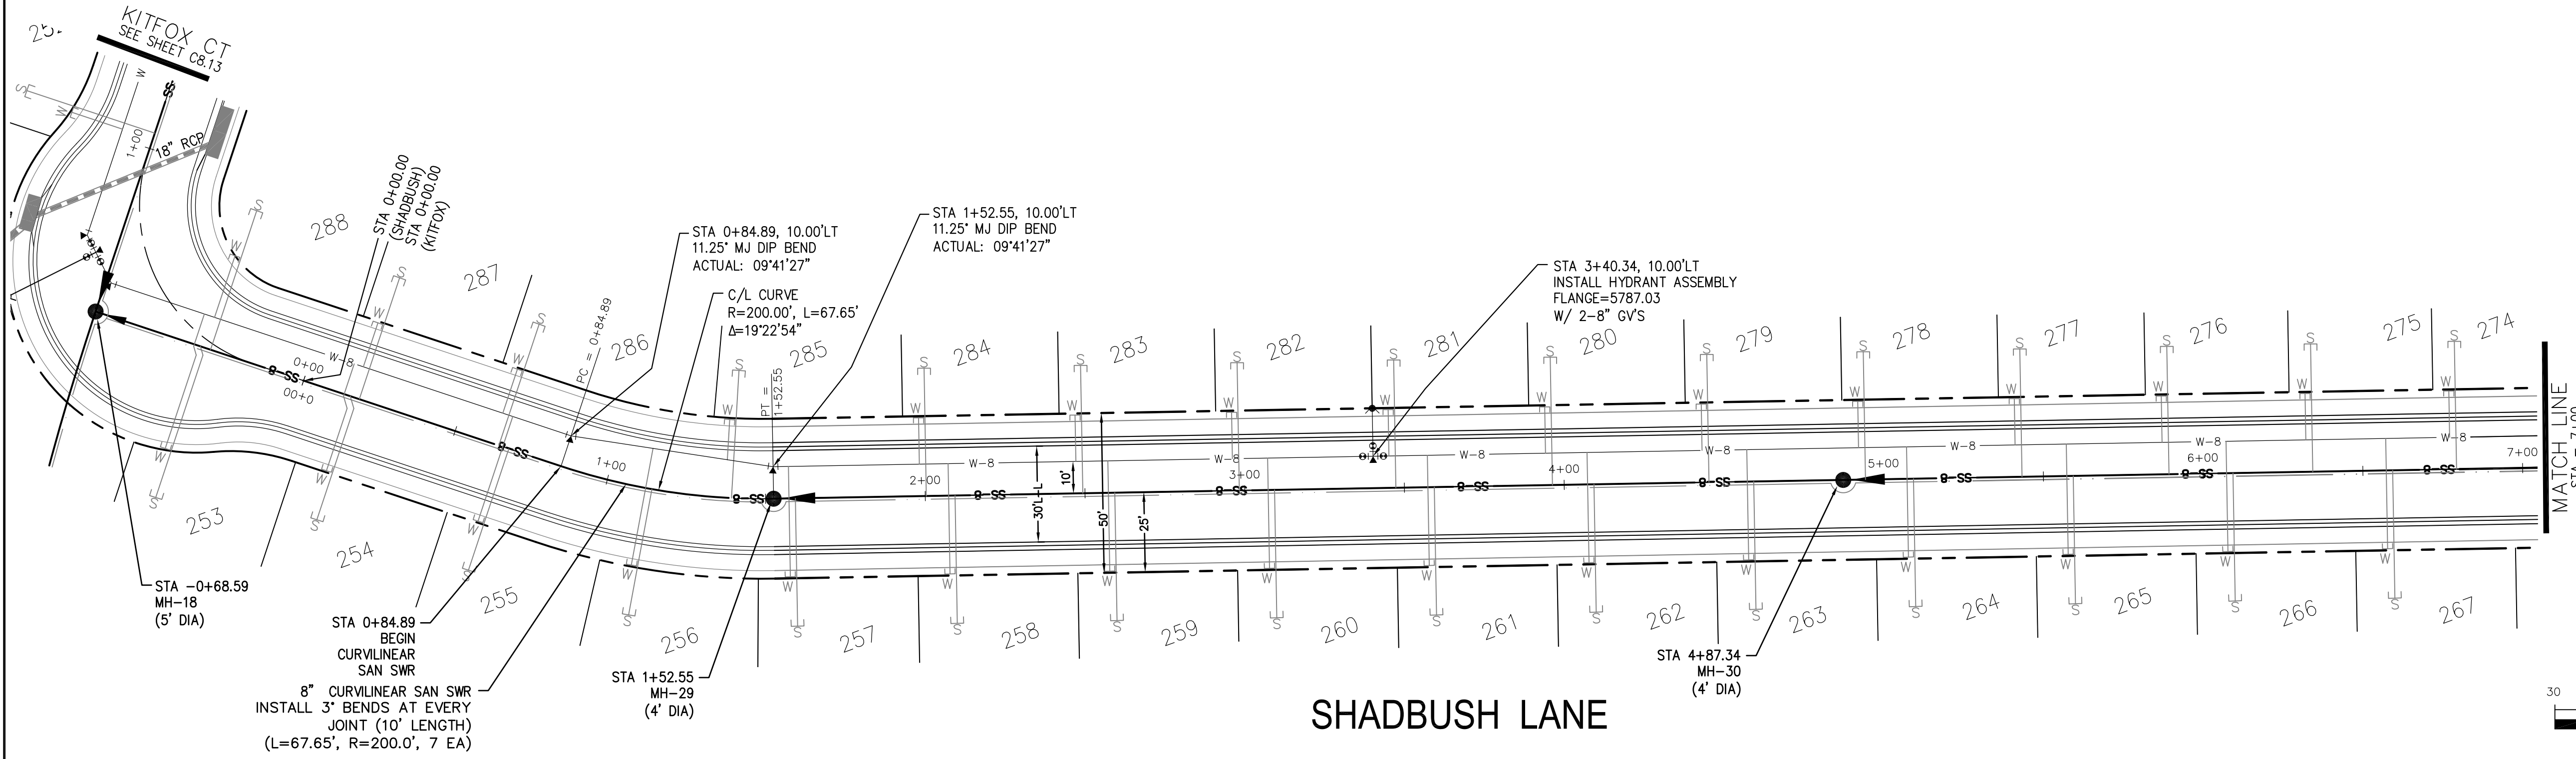 KITFOX CT
SEE SHEET C8.13
W
SS
S
W
1+00
18" RCP
STA 0+00.00
(SHADBUSH)
STA 0+00.00
(KITFOX)
288
287
286
285
284
283
282
281
280
279
278
277
276
275
274
STA 0+84.89, 10.00'LT
11.25° MJ DIP BEND
ACTUAL: 09°41'27"
C/L CURVE
R=200.00', L=67.65'
Δ=19°22'54"
STA 1+52.55, 10.00'LT
11.25° MJ DIP BEND
ACTUAL: 09°41'27"
STA 3+40.34, 10.00'LT
INSTALL HYDRANT ASSEMBLY
FLANGE=5787.03
W/ 2-8" GV'S
PC = 0+84.89
PT =
1+52.55
W-8
8-SS
0+00
0+00
1+00
2+00
3+00
4+00
5+00
6+00
7+00
10'
30' L-L
50'
25'
MATCH LINE
253
254
255
256
257
258
259
260
261
262
263
264
265
266
267
STA -0+68.59
MH-18
(5' DIA)
STA 0+84.89
BEGIN
CURVILINEAR
SAN SWR
8" CURVILINEAR SAN SWR
INSTALL 3° BENDS AT EVERY
JOINT (10' LENGTH)
(L=67.65', R=200.0', 7 EA)
STA 1+52.55
MH-29
(4' DIA)
STA 4+87.34
MH-30
(4' DIA)
SHADBUSH LANE
30